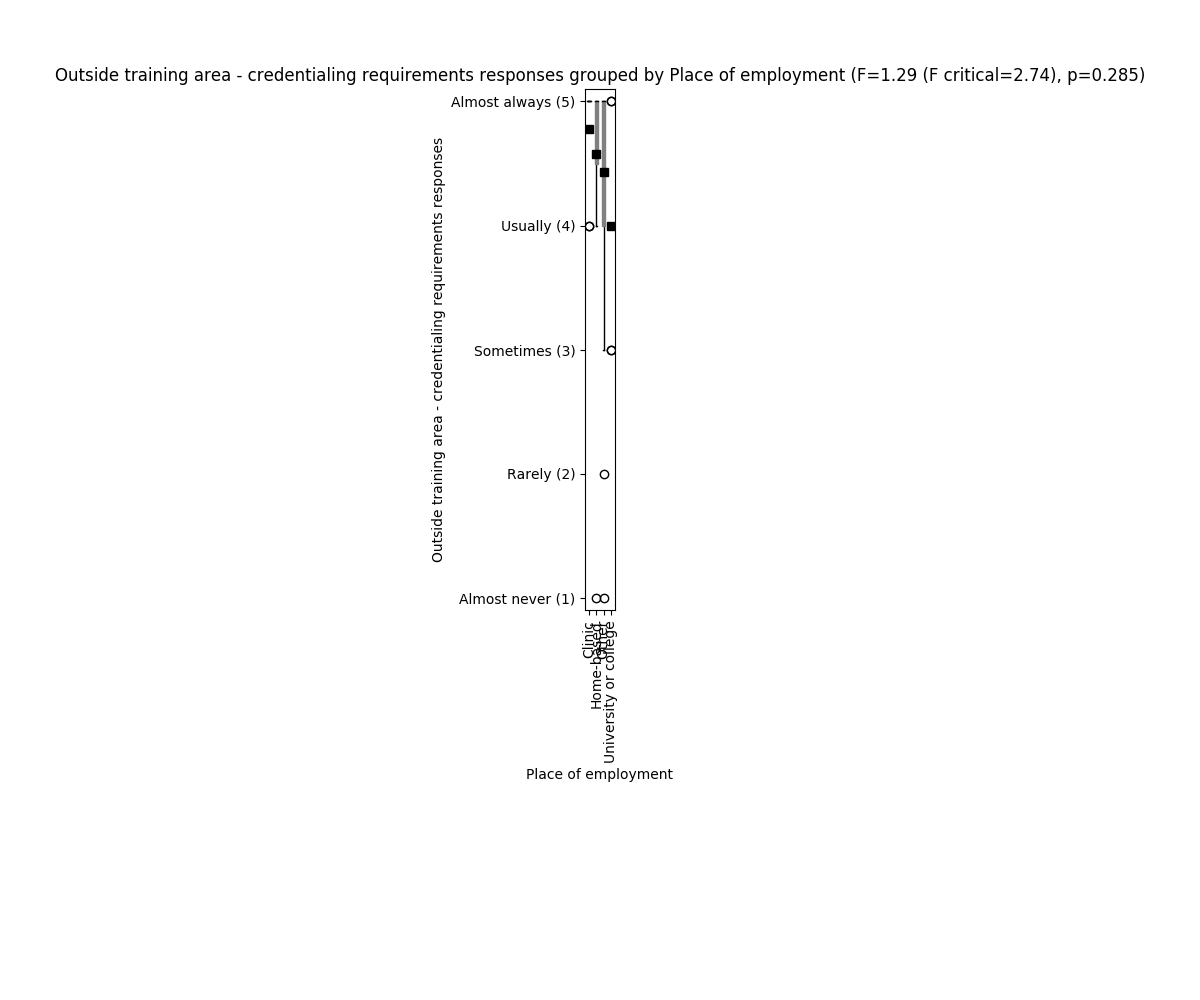 Outside training area - credentialing requirements responses grouped by Place of employment (F=1.29 (F critical=2.74), p=0.285)
Outside training area - credentialing requirements responses
Almost always (5)
Usually (4)
Sometimes (3)
Rarely (2)
Almost never (1)
Clinic
Home-based
Other
University or college
Place of employment